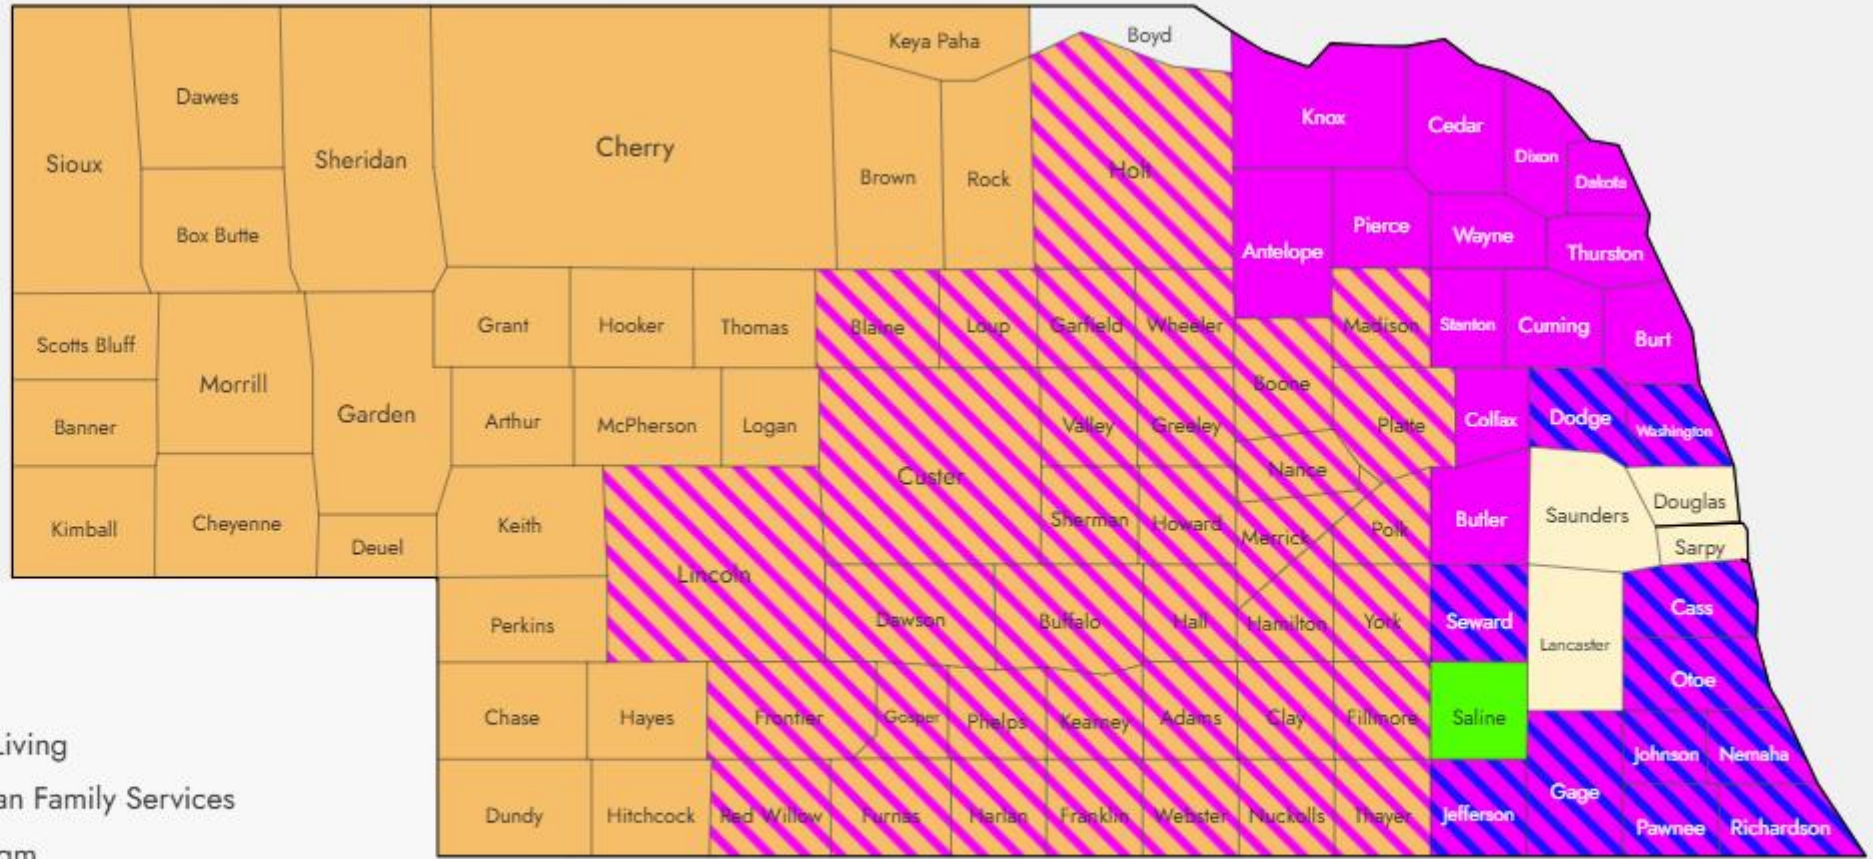 Boyd
Keya Paha
Dawes
Sioux
Sheridan
Cherry
Brown
Rock
Holt
Knox
Cedar
Dixon
Dakota
Box Butte
Antelope
Pierce
Wayne
Thurston
Scotts Bluff
Morrill
Grant
Hooker
Thomas
Blaine
Loup
Garfield
Wheeler
Madison
Stanton
Cuming
Burt
Banner
Garden
Arthur
McPherson
Logan
Custer
Valley
Greeley
Boone
Platte
Colfax
Dodge
Washington
Nance
Kimball
Cheyenne
Deuel
Keith
Lincoln
Sherman
Howard
Merrick
Polk
Butler
Saunders
Douglas
Sarpy
Perkins
Dawson
Buffalo
Hall
Hamilton
York
Seward
Lancaster
Cass
Otoe
Chase
Hayes
Frontier
Gosper
Phelps
Kearney
Adams
Clay
Fillmore
Saline
Johnson
Nemaha
Dundy
Hitchcock
Red Willow
Furnas
Harlan
Franklin
Webster
Nuckolls
Thayer
Jefferson
Gage
Pawnee
Richardson
Living
an Family Services